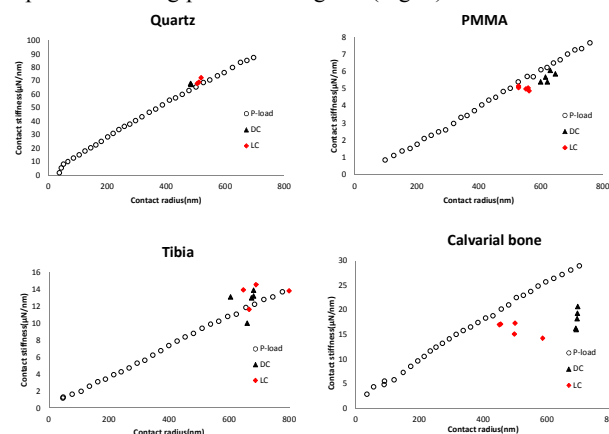 Quartz
Contact stiffness(µN/nm)
100
90
80
70
60
50
40
30
20
10
0
0 200 400 600 800
Contact radius(nm)
P-load
DC
LC
PMMA
Contact stiffness(µN/nm)
8
7
6
5
4
3
2
1
0
0 200 400 600 800
Contact radius(nm)
P-load
DC
LC
Tibia
Contact stiffness(µN/nm)
16
14
12
10
8
6
4
2
0
0 200 400 600 800
Contact radius(nm)
P-load
DC
LC
Calvarial bone
Contact stiffness(µN/nm)
30
25
20
15
10
5
0
0 200 400 600 800
Contact radius(nm)
P-load
DC
LC